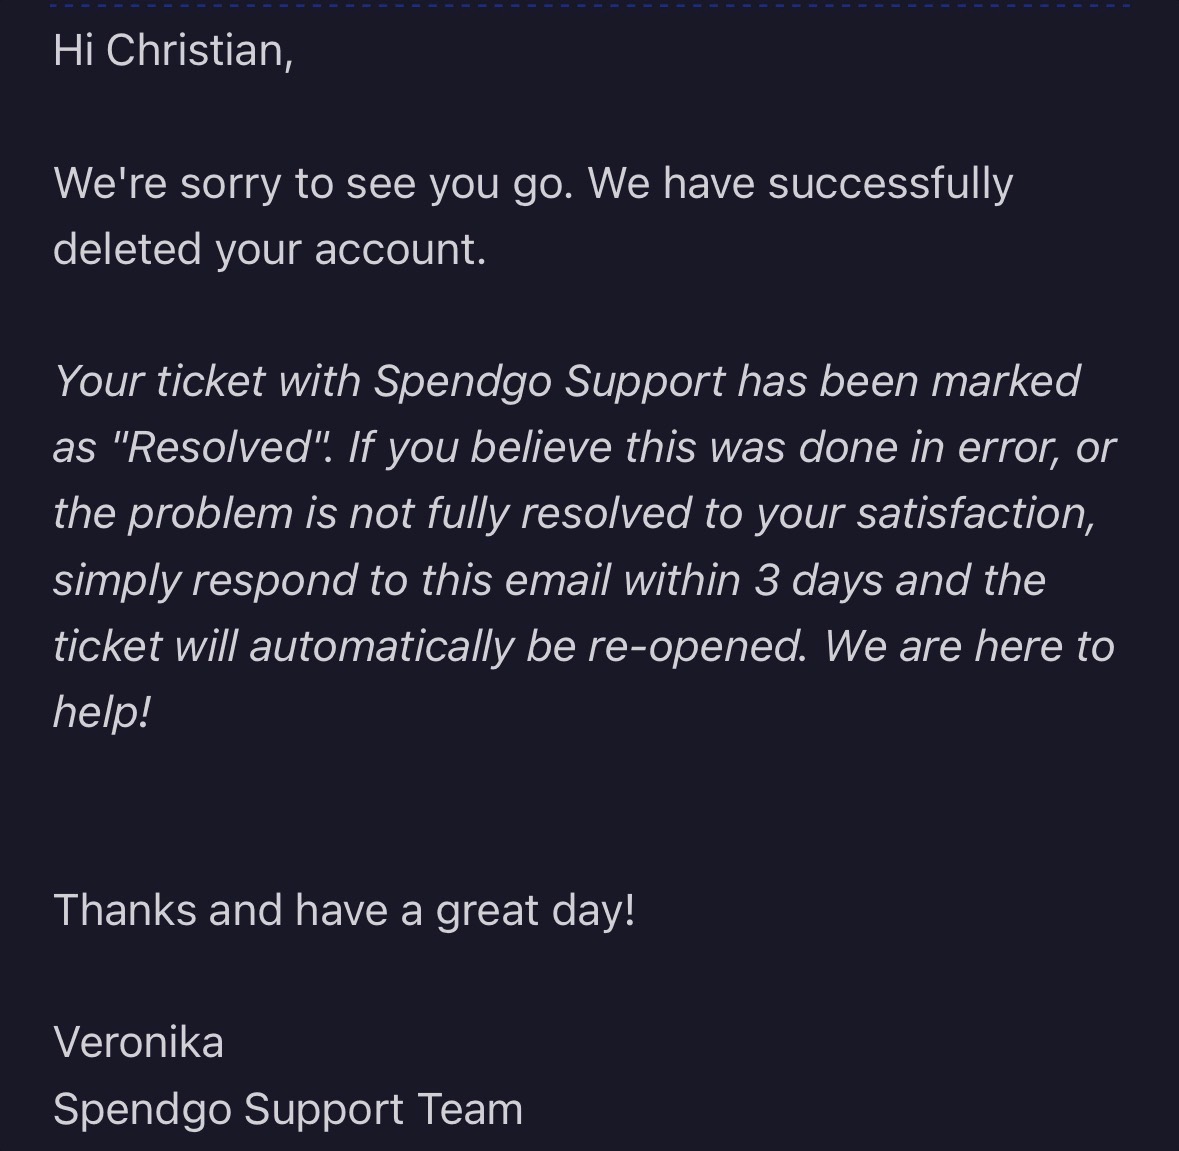 Hi Christian,
We're sorry to see you go. We have successfully
deleted your account.
Your ticket with Spendgo Support has been marked
as "Resolved". If you believe this was done in error, or
the problem is not fully resolved to your satisfaction,
simply respond to this email within 3 days and the
ticket will automatically be re-opened. We are here to
help!
Thanks and have a great day!
Veronika
Spendgo Support Team